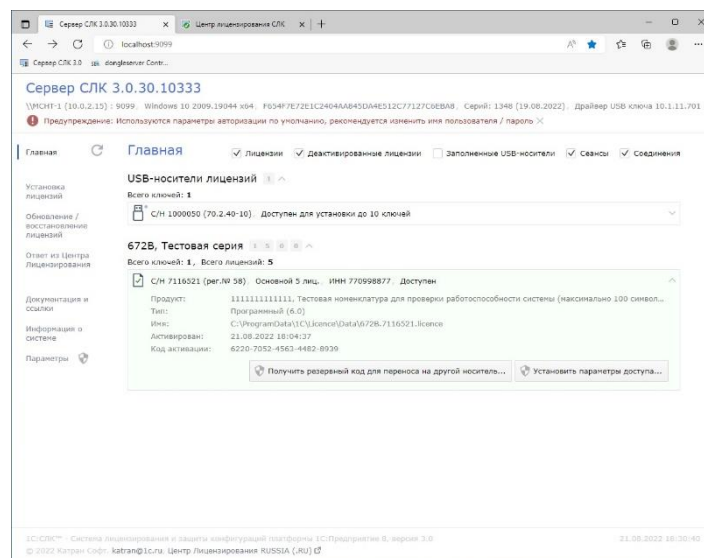 Сервер СЛК 3.0.30.10333
Центр лицензирования СЛК
localhost:9099
Сервер СЛК 3.0
dongleserver Contr...
Сервер СЛК 3.0.30.10333
\\МСНТ-1 (10.0.2.15) : 9099, Windows 10 2009.19044 x64, Серий: 1348 (19.08.2022), Драйвер USB ключа 10.1.11.701
Предупреждение: Используются параметры авторизации по умолчанию, рекомендуется изменить имя пользователя / пароль
Главная
Установка лицензий
Обновление / восстановление лицензий
Ответ из Центра Лицензирования
Документация и ссылки
Информация о системе
Параметры
Главная
Лицензии Деактивированные лицензии Заполненные USB-носители Сеансы Соединения
USB-носители лицензий 1
Всего ключей: 1
С/Н 1000050 (70.2.40-10) Доступен для установки до 10 ключей
672B, Тестовая серия 1 5 0 0
Всего ключей: 1, Всего лицензий: 5
С/Н 7116521 (рег.№ 58) Основной 5 лиц. ИНН 770998877 Доступен
Продукт: 1111111111111, Тестовая номенклатура для проверки работоспособности системы (максимально 100 символ...
Тип: Программный (6.0)
Имя: C:\ProgramData\1C\Licence\Data\672B.7116521.licence
Активирован: 21.08.2022 18:04:37
Код активации: 6220-7052-4563-4482-8939
Получить резервный код для переноса на другой носитель...
Установить параметры доступа...
1С:СЛК™ - Система лицензирования и защиты конфигураций платформы 1С:Предприятие 8, версия 3.0
21.08.2022 18:30:40
© 2022 Катран Софт, katran@1c.ru, Центр Лицензирования RUSSIA (.RU)